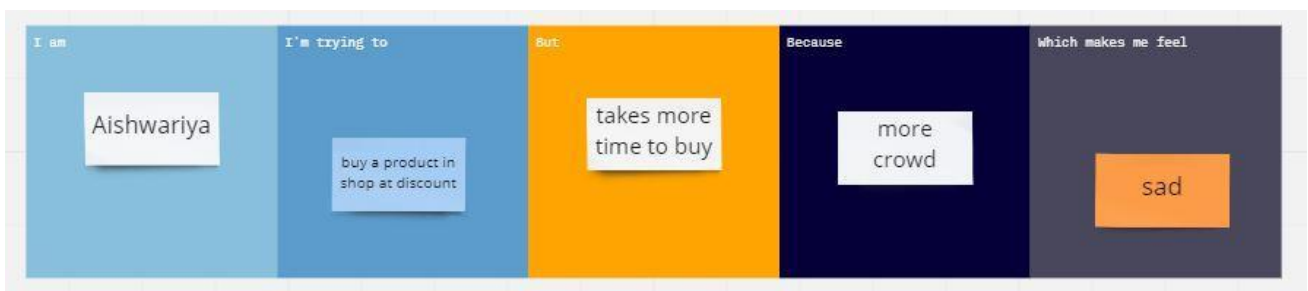 I am
Aishwariya
I'm trying to
buy a product in
shop at discount
But
takes more
time to buy
Because
more
crowd
Which makes me feel
sad